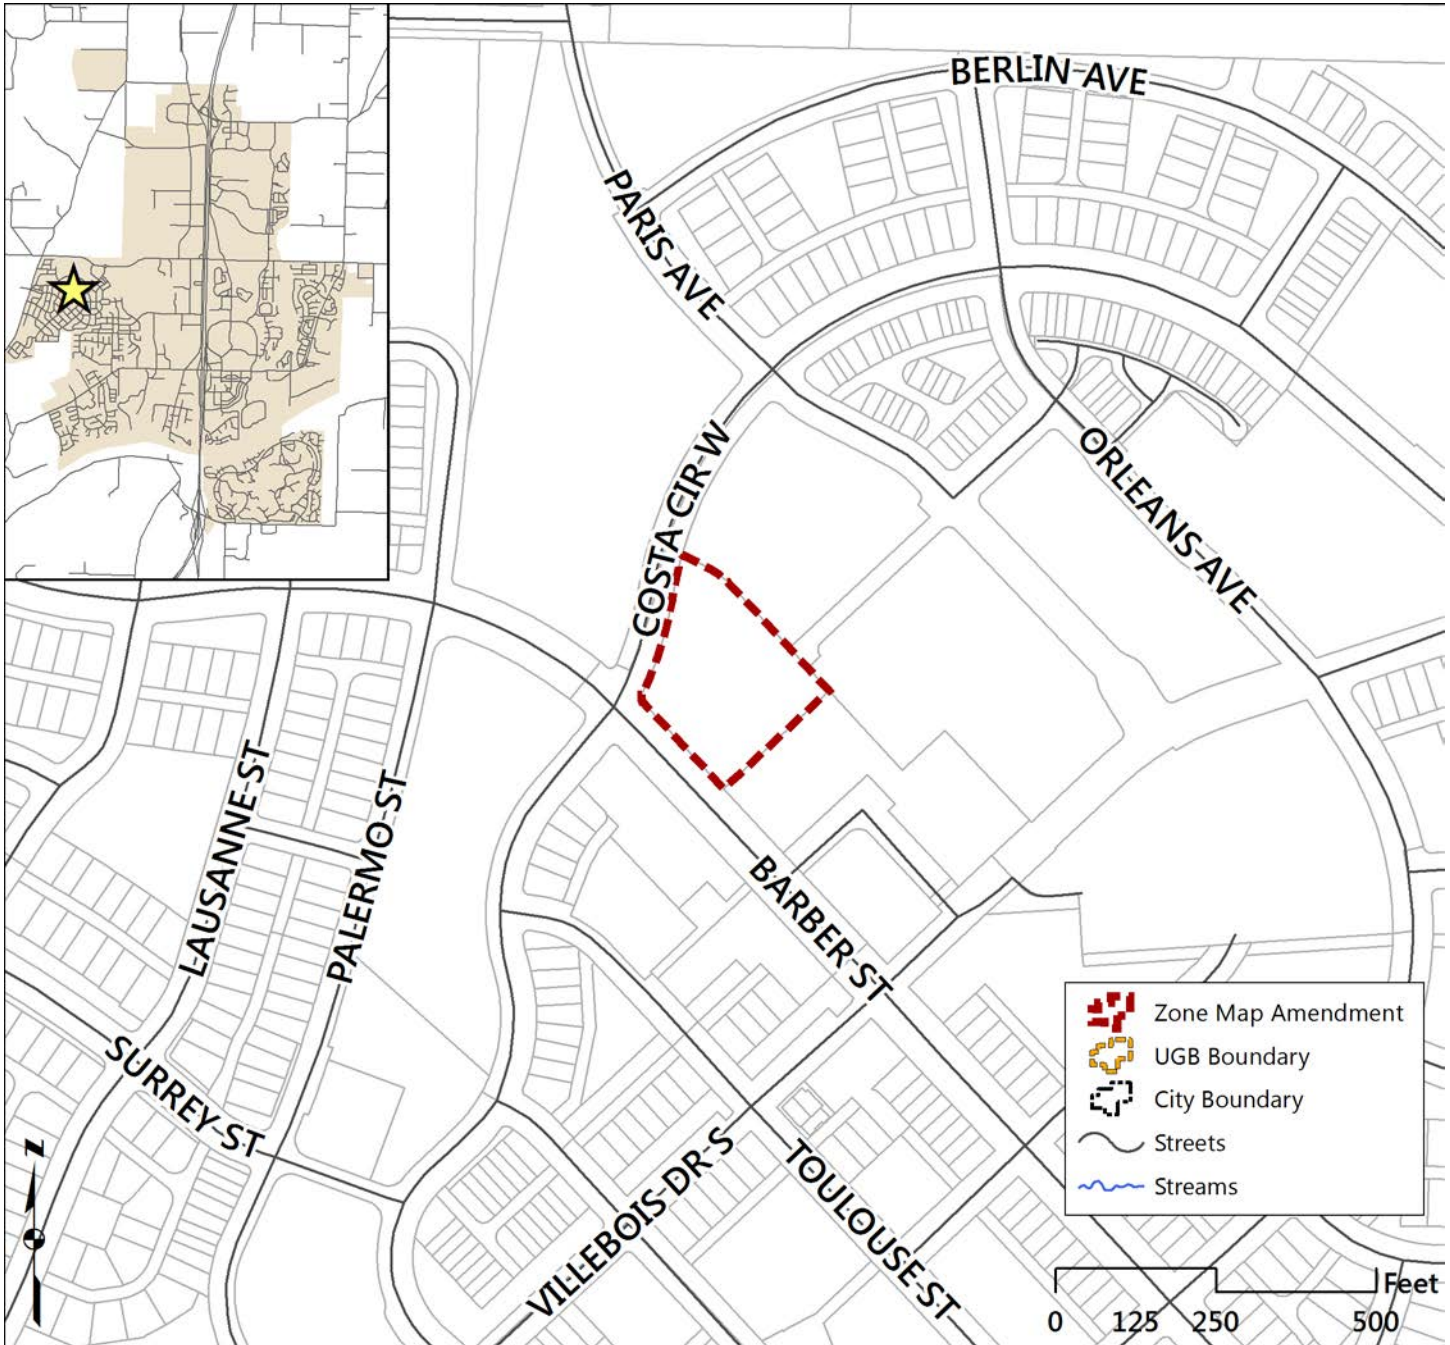 BERLIN AVE
PARIS AVE
COSTA CIR W
ORLEANS AVE
LAUSANNE ST
PALERMO ST
BARBER ST
SURREY ST
VILLEBOIS DR S
TOULOUSE ST
Zone Map Amendment
UGB Boundary
City Boundary
Streets
Streams
N
Feet
0 125 250 500